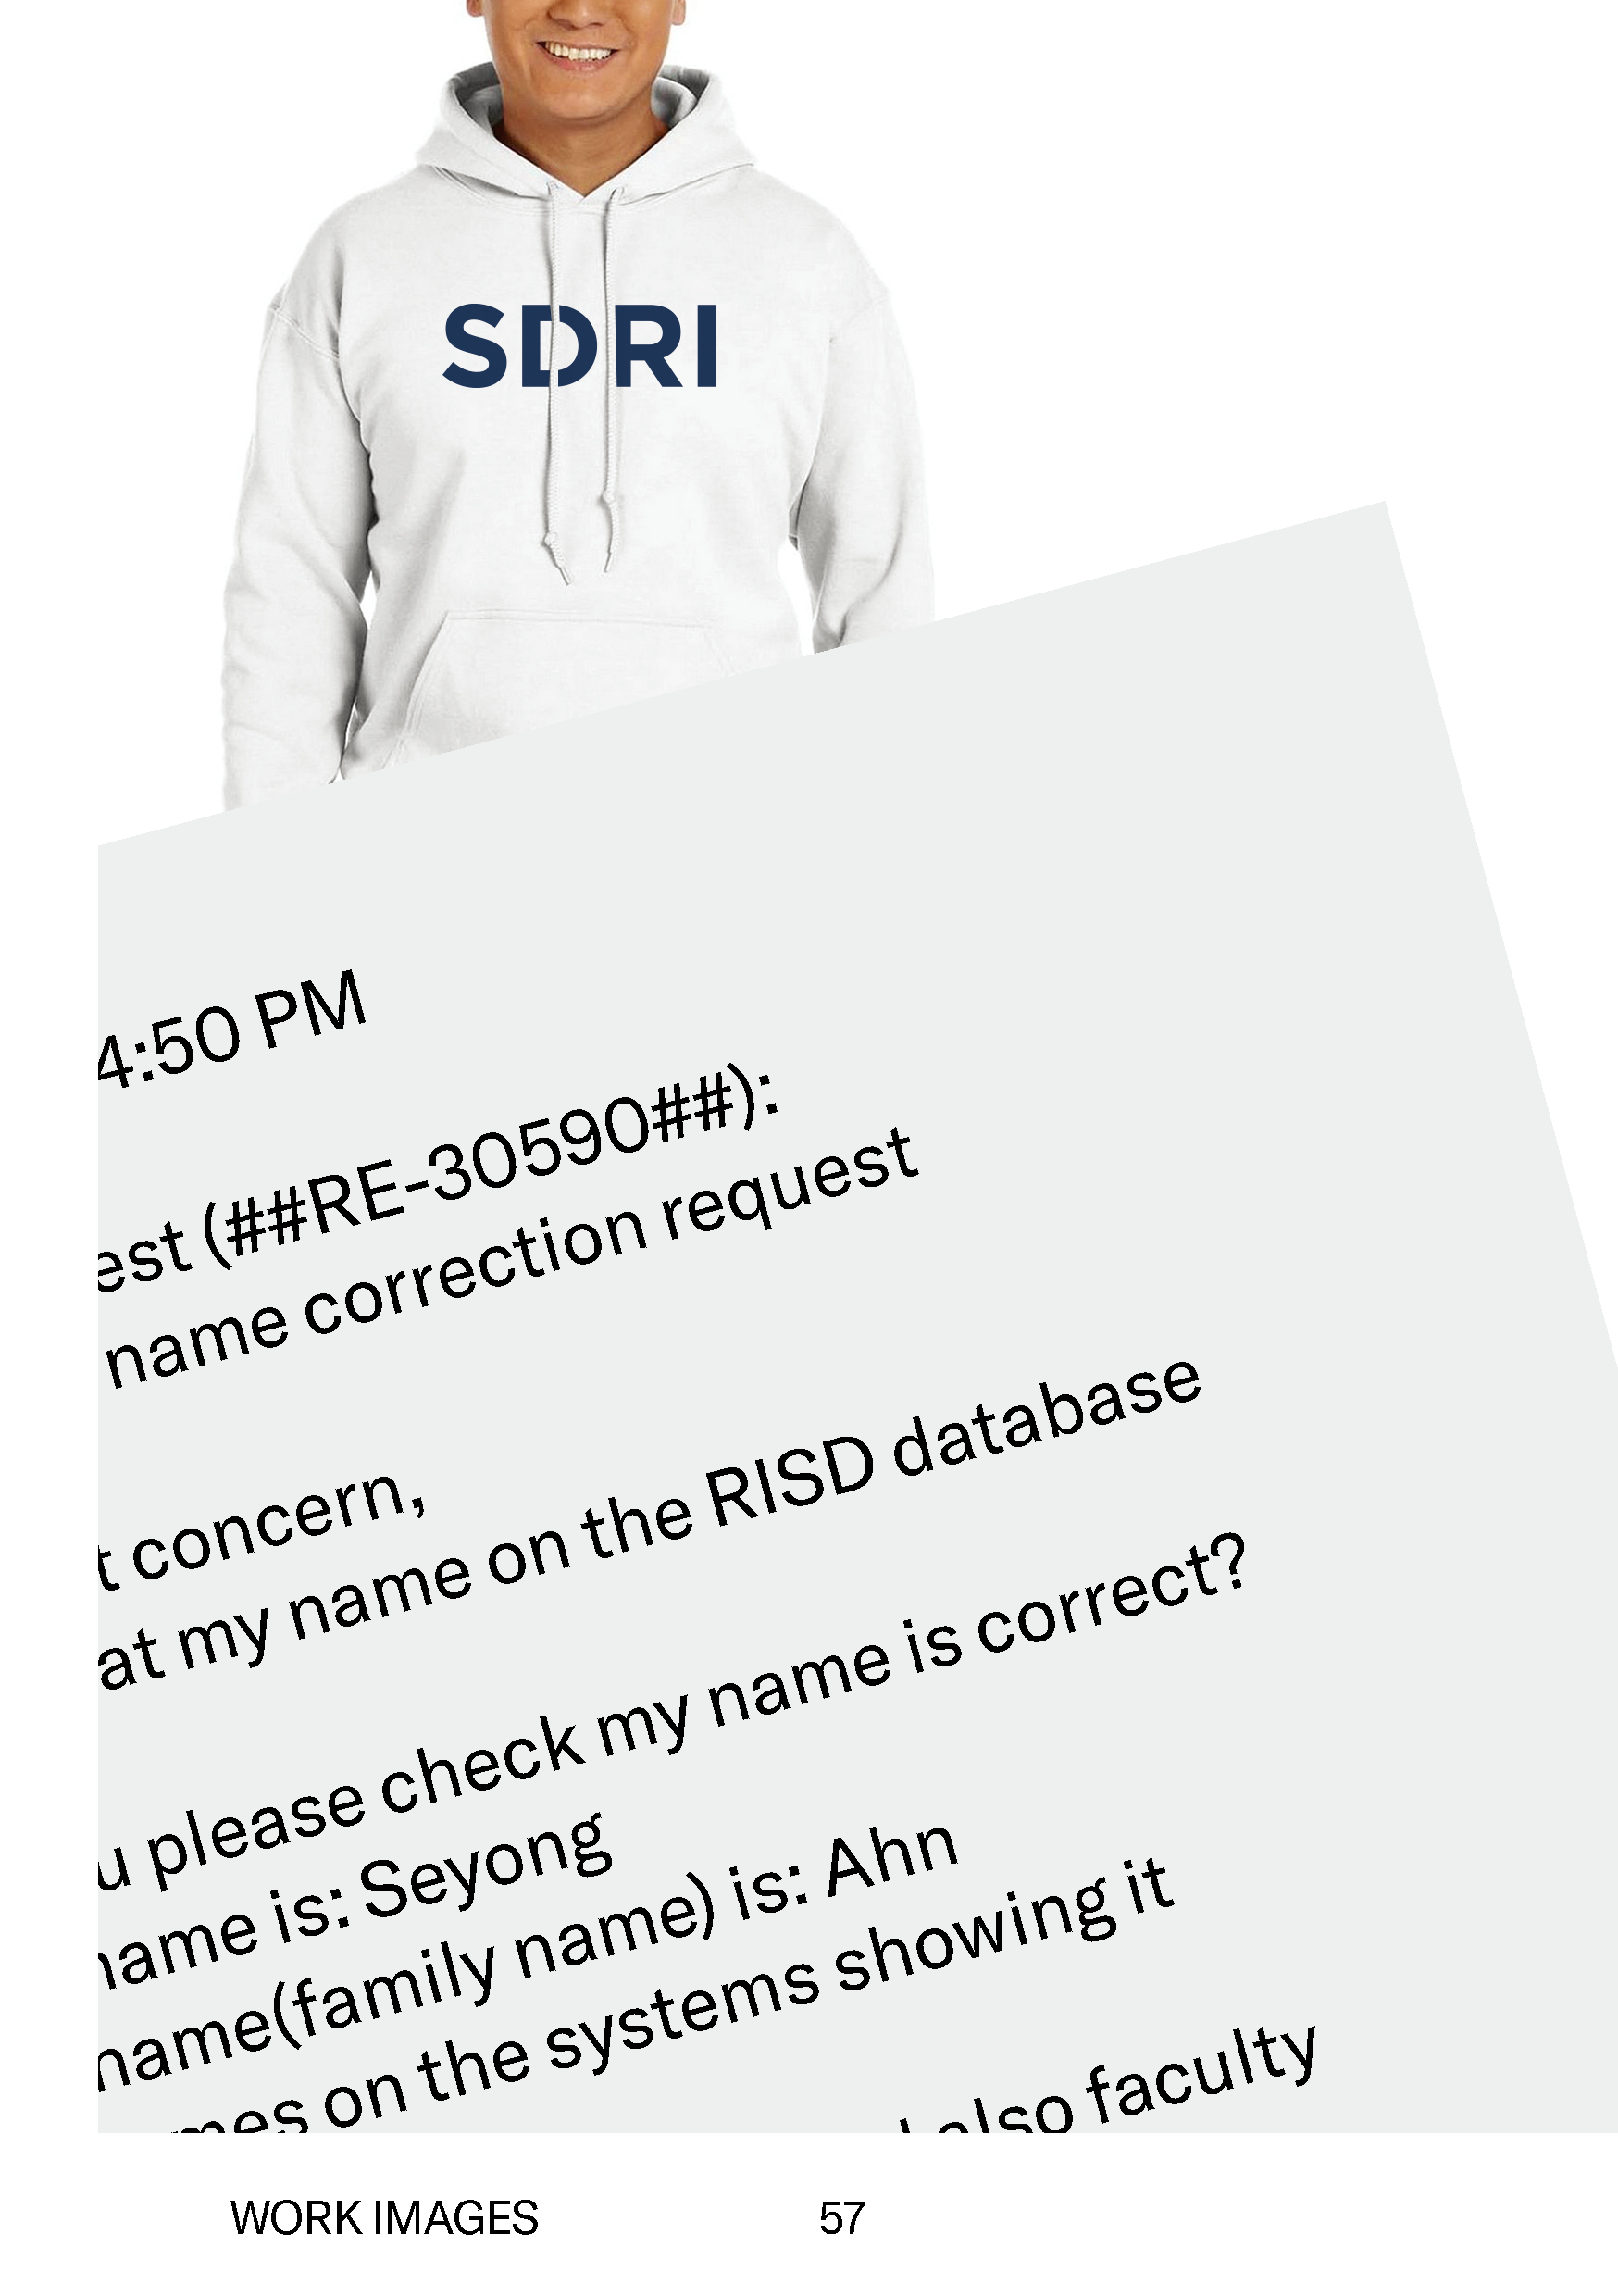 SDRI
4:50 PM
est (##RE-30590##):
name correction request
t concern,
at my name on the RISD database
u please check my name is correct?
name is: Seyong
name(family name) is: Ahn
mes on the systems showing it
also faculty
WORK IMAGES 57